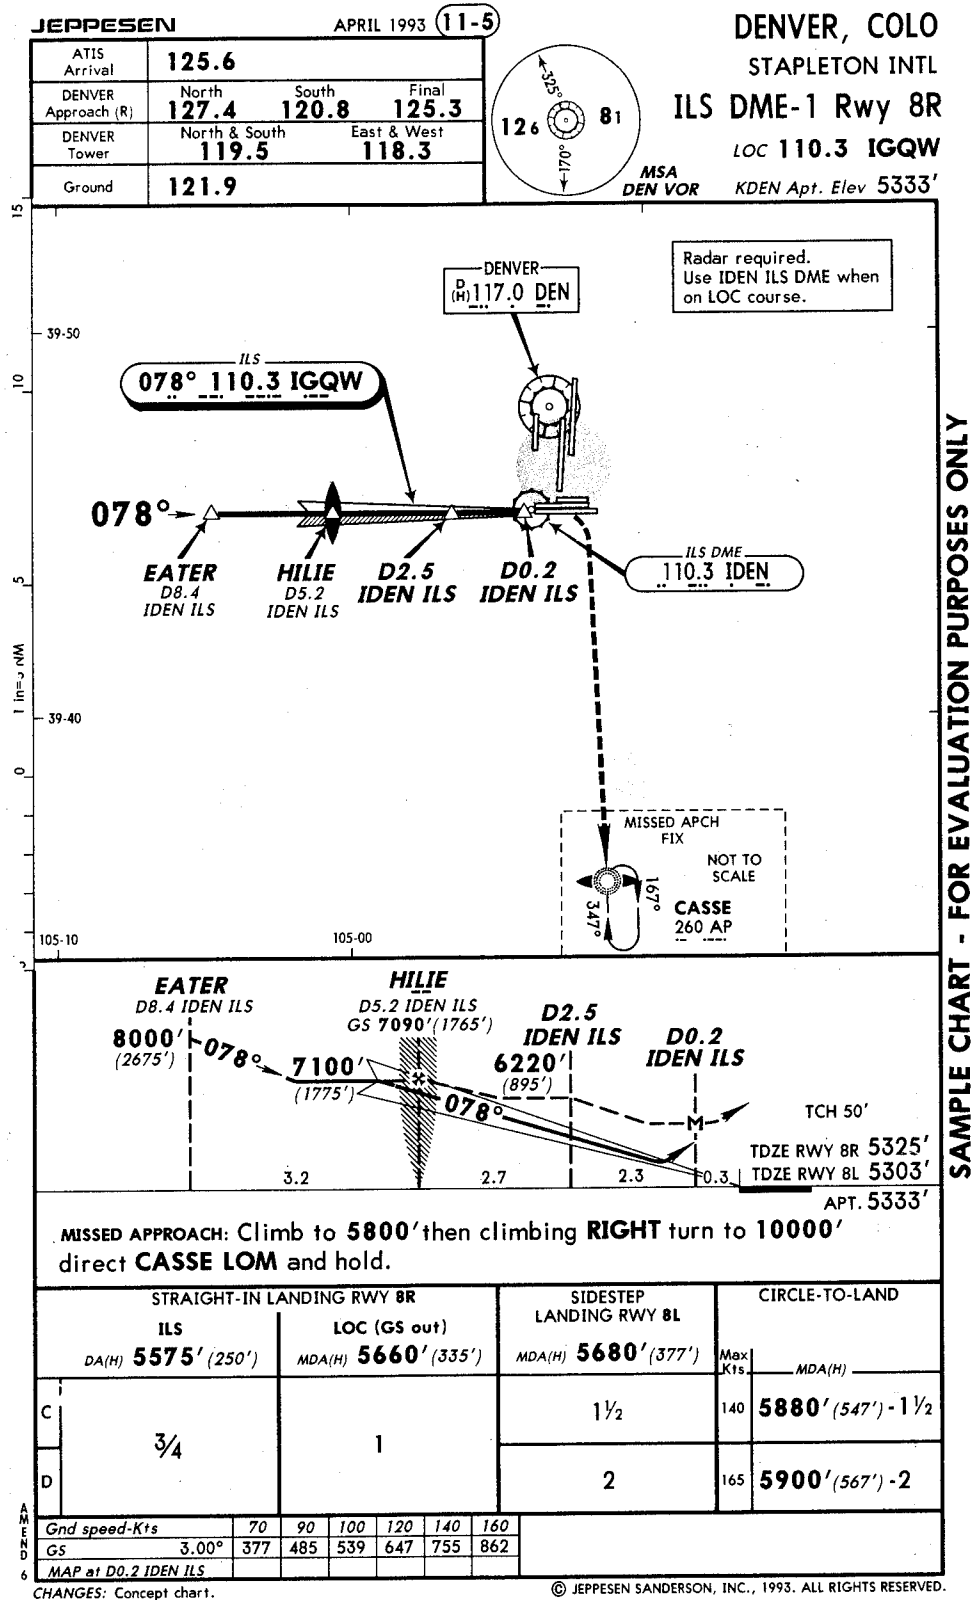 JEPPESEN
APRIL 1993
11-5
DENVER, COLO
STAPLETON INTL
ILS DME-1 Rwy 8R
LOC 110.3 IGQW
KDEN Apt. Elev 5333'
ATIS
Arrival
125.6
DENVER
Approach (R)
North South Final
127.4 120.8 125.3
DENVER
Tower
North & South East & West
119.5 118.3
Ground
121.9
325°
126
81
170°
MSA
DEN VOR
Radar required.
Use IDEN ILS DME when
on LOC course.
DENVER
D
(H) 117.0 DEN
39-50
ILS
078° 110.3 IGQW
078°
EATER
D8.4
IDEN ILS
HILIE
D5.2
IDEN ILS
D2.5
IDEN ILS
D0.2
IDEN ILS
ILS DME
110.3 IDEN
15
10
5
0
39-40
MISSED APCH
FIX
NOT TO
SCALE
167°
347°
CASSE
260 AP
105-10
105-00
SAMPLE CHART - FOR EVALUATION PURPOSES ONLY
EATER
D8.4 IDEN ILS
8000'
(2675')
078°
HILIE
D5.2 IDEN ILS
GS 7090'(1765')
7100'
(1775')
D2.5
IDEN ILS
6220'
(895')
D0.2
IDEN ILS
078°
M
TCH 50'
TDZE RWY 8R 5325'
TDZE RWY 8L 5303'
APT. 5333'
3.2
2.7
2.3
0.3
MISSED APPROACH: Climb to 5800' then climbing RIGHT turn to 10000'
direct CASSE LOM and hold.
STRAIGHT-IN LANDING RWY 8R
ILS
DA(H) 5575' (250')
LOC (GS out)
MDA(H) 5660' (335')
SIDESTEP
LANDING RWY 8L
MDA(H) 5680' (377')
CIRCLE-TO-LAND
Max
Kts
MDA(H)
C
D
3/4
1
1½
2
140 5880' (547') - 1½
165 5900' (567') - 2
AMEND 6
Gnd speed-Kts 70 90 100 120 140 160
GS 3.00° 377 485 539 647 755 862
MAP at D0.2 IDEN ILS
CHANGES: Concept chart.
© JEPPESEN SANDERSON, INC., 1993. ALL RIGHTS RESERVED.